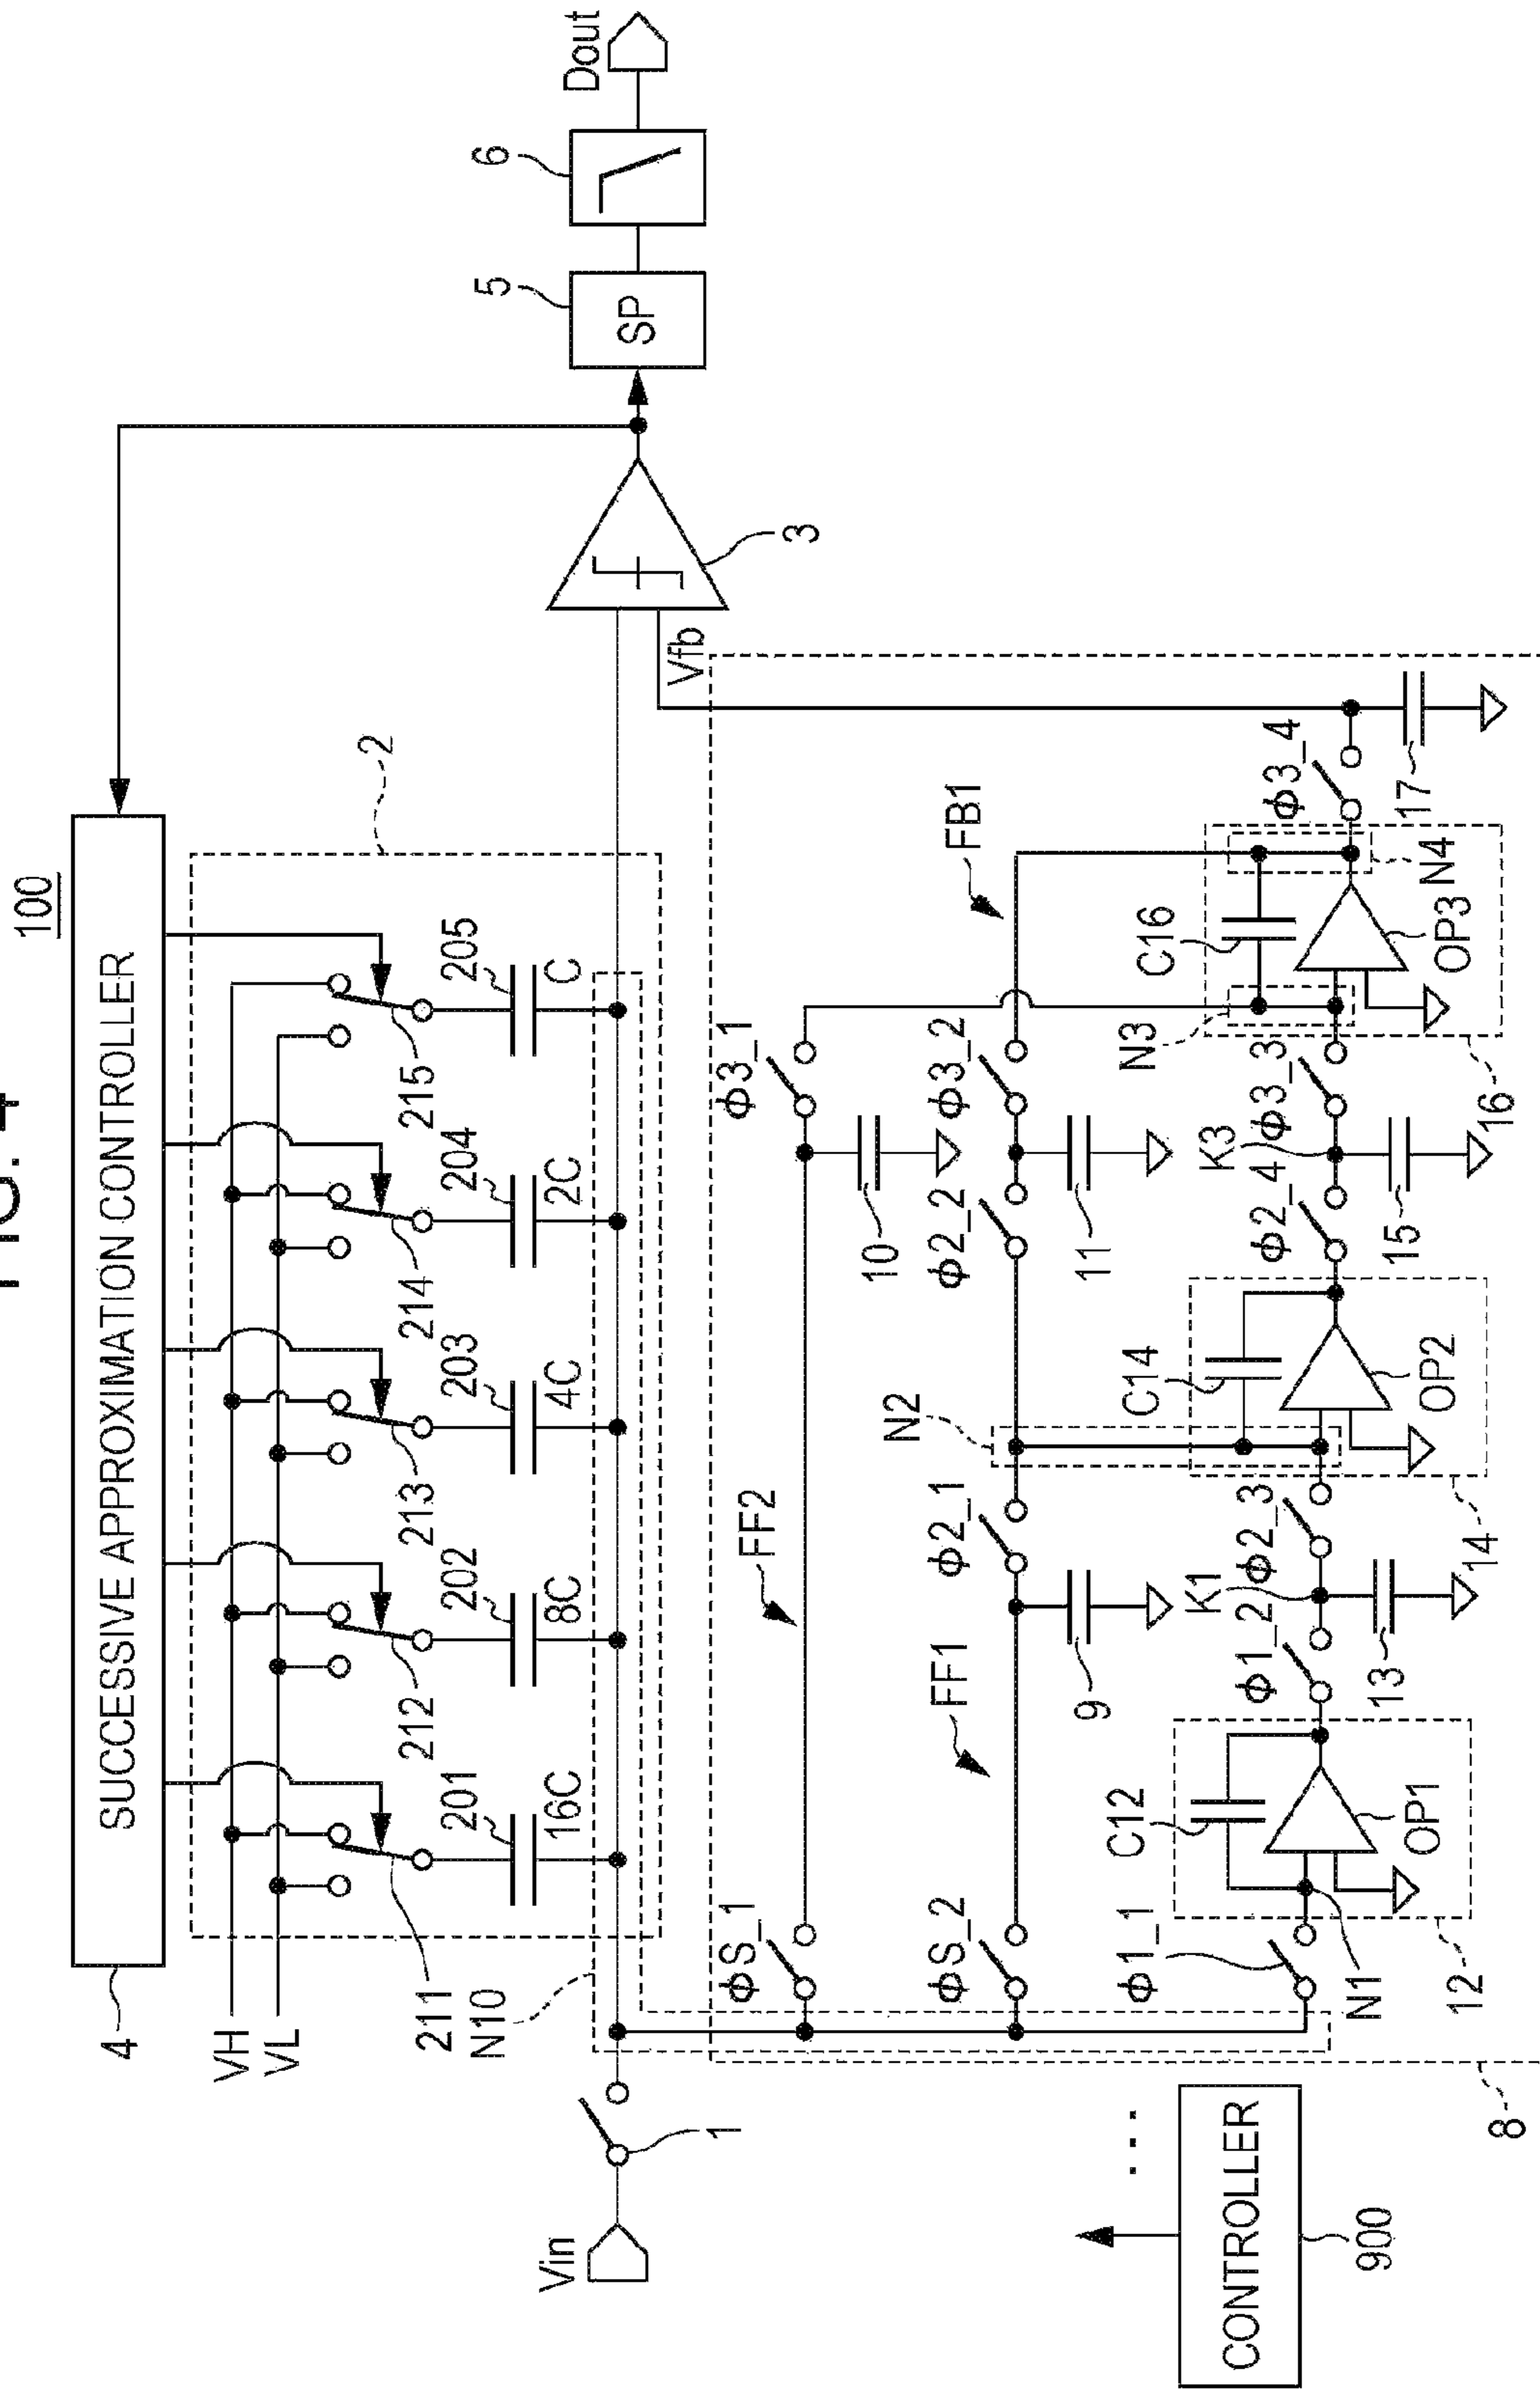 100
4
SUCCESSIVE APPROXIMATION CONTROLLER
VH
VL
211
212
213
214
215
2
201
202
203
204
205
16C
8C
4C
2C
C
N10
Vin
1
3
5
SP
6
Dout
Vfb
ϕS_1
FF2
ϕ3_1
10
ϕS_2
FF1
9
ϕ2_1
N2
ϕ2_2
11
ϕ3_2
FB1
ϕ1_1
N1
C12
OP1
12
ϕ1_2
K1
ϕ2_3
13
C14
OP2
14
ϕ2_4
K3
ϕ3_3
15
N3
C16
OP3
N4
16
ϕ3_4
17
8
...
CONTROLLER
900